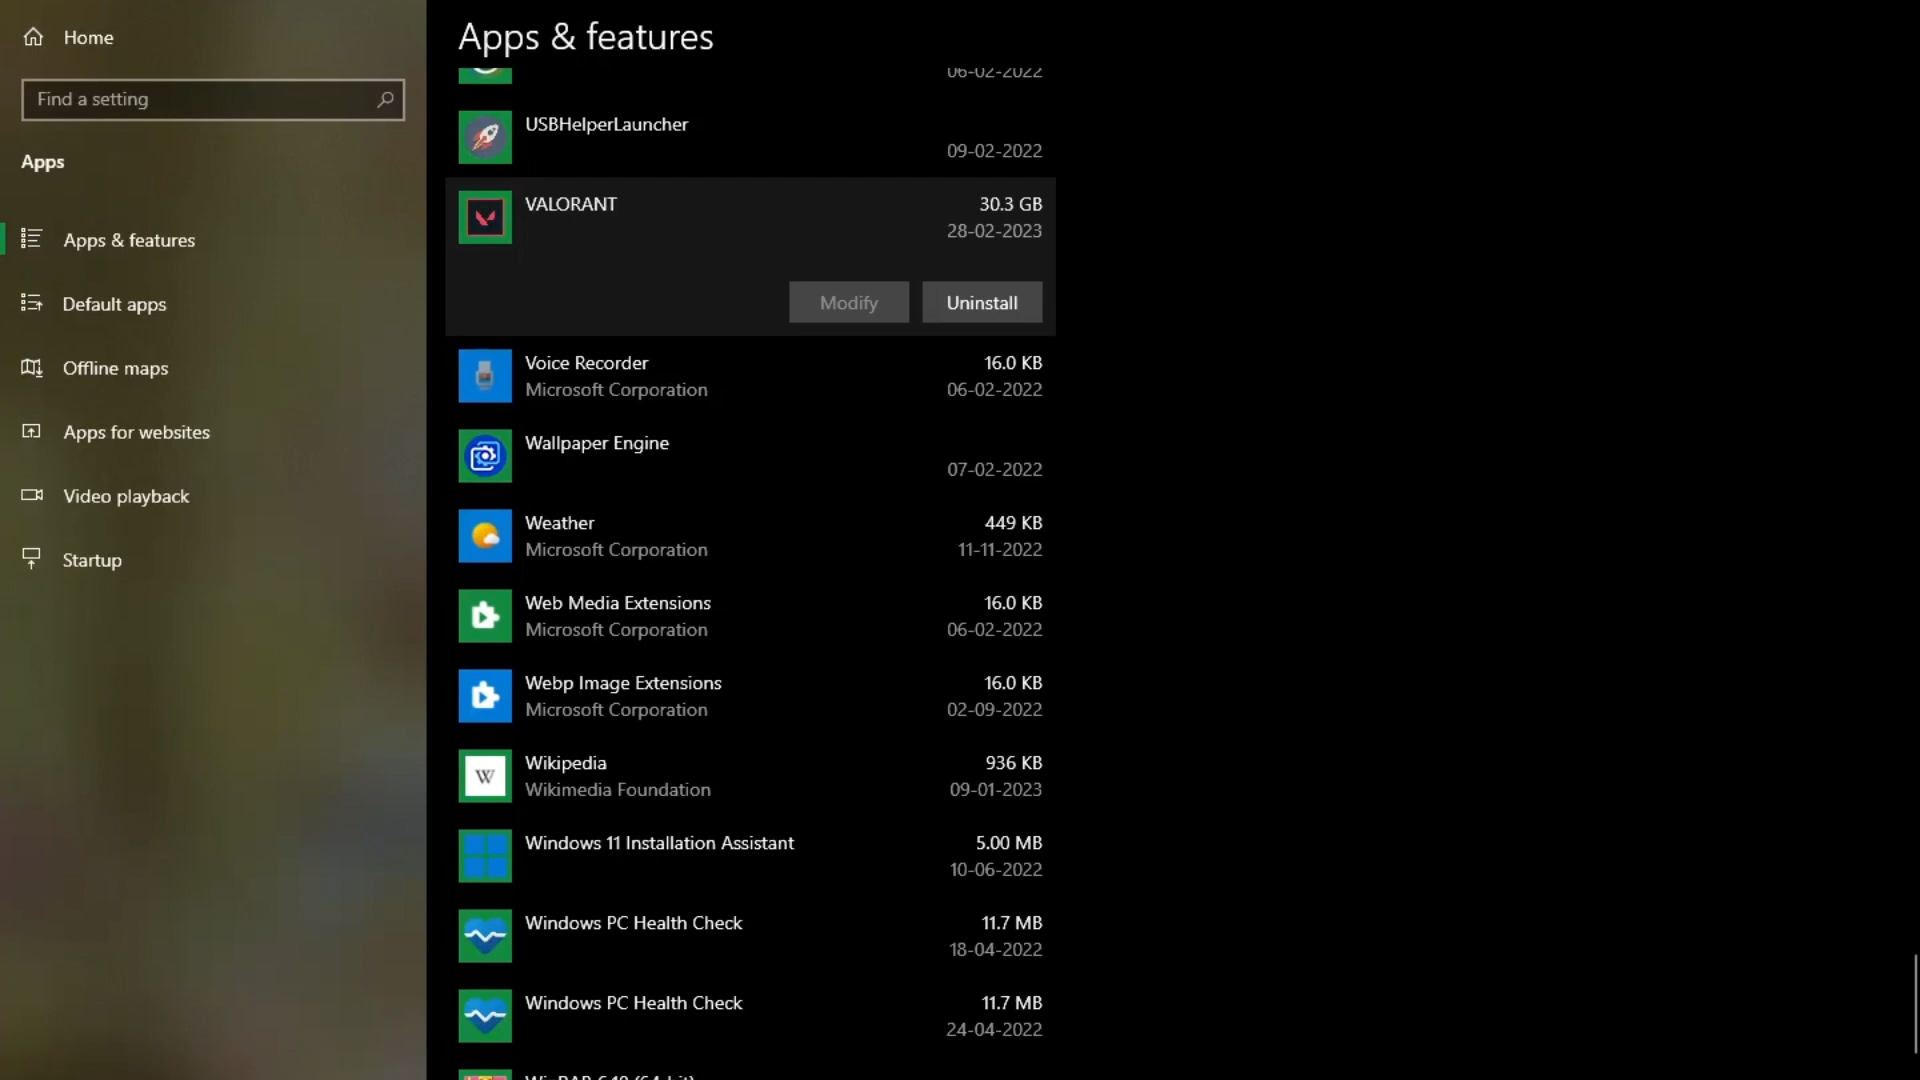 Home
Find a setting
Apps
Apps & features
Default apps
Offline maps
Apps for websites
Video playback
Startup
Apps & features
06-02-2022
USBHelperLauncher
09-02-2022
VALORANT
30.3 GB
28-02-2023
Modify
Uninstall
Voice Recorder
16.0 KB
Microsoft Corporation
06-02-2022
Wallpaper Engine
07-02-2022
Weather
449 KB
Microsoft Corporation
11-11-2022
Web Media Extensions
16.0 KB
Microsoft Corporation
06-02-2022
Webp Image Extensions
16.0 KB
Microsoft Corporation
02-09-2022
W
Wikipedia
936 KB
Wikimedia Foundation
09-01-2023
Windows 11 Installation Assistant
5.00 MB
10-06-2022
Windows PC Health Check
11.7 MB
18-04-2022
Windows PC Health Check
11.7 MB
24-04-2022